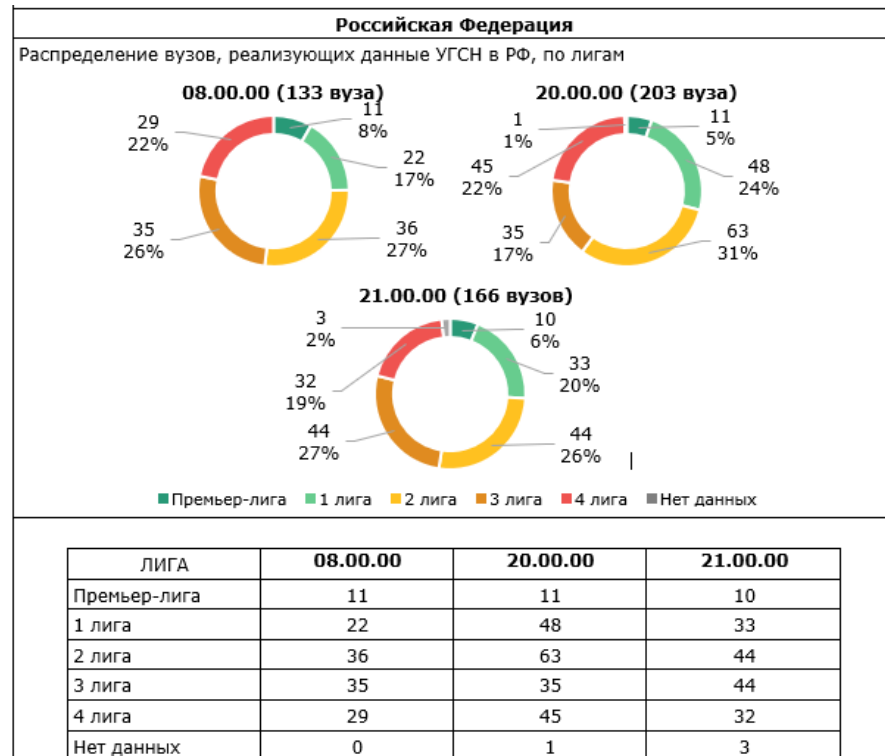 Российская Федерация
Распределение вузов, реализующих данные УГСН в РФ, по лигам
08.00.00 (133 вуза)
11
8%
22
17%
36
27%
35
26%
29
22%
20.00.00 (203 вуза)
1
1%
11
5%
48
24%
63
31%
35
17%
45
22%
21.00.00 (166 вузов)
3
2%
10
6%
33
20%
44
26%
44
27%
32
19%
Премьер-лига 1 лига 2 лига 3 лига 4 лига Нет данных
ЛИГА 08.00.00 20.00.00 21.00.00
Премьер-лига 11 11 10
1 лига 22 48 33
2 лига 36 63 44
3 лига 35 35 44
4 лига 29 45 32
Нет данных 0 1 3